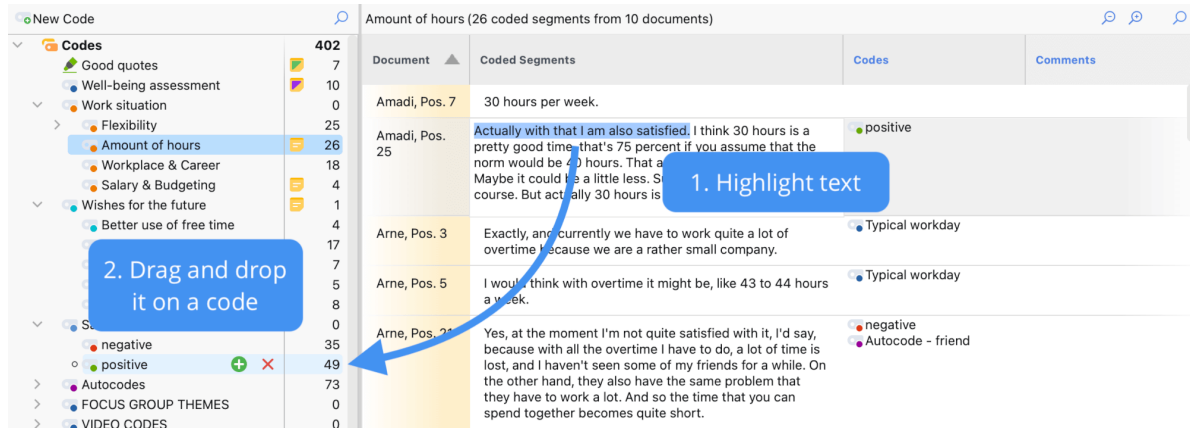 New Code
Codes 402
Good quotes 7
Well-being assessment 10
Work situation 0
Flexibility 25
Amount of hours 26
Workplace & Career 18
Salary & Budgeting 4
Wishes for the future 1
Better use of free time 4
17
7
5
8
2. Drag and drop
it on a code
0
negative 35
positive 49
Autocodes 73
FOCUS GROUP THEMES 0
VIDEO CODES 0
Amount of hours (26 coded segments from 10 documents)
Document Coded Segments Codes Comments
Amadi, Pos. 7 30 hours per week.
Amadi, Pos.
25
Actually with that I am also satisfied. I think 30 hours is a
pretty good time, that's 75 percent if you assume that the
norm would be 40 hours. That
Maybe it could be a little less.
course. But actually 30 hours is
positive
1. Highlight text
Arne, Pos. 3
Exactly, and currently we have to work quite a lot of
overtime because we are a rather small company.
Typical workday
Arne, Pos. 5
I would think with overtime it might be, like 43 to 44 hours
a week.
Typical workday
Arne, Pos. 21
Yes, at the moment I'm not quite satisfied with it, I'd say,
because with all the overtime I have to do, a lot of time is
lost, and I haven't seen some of my friends for a while. On
the other hand, they also have the same problem that
they have to work a lot. And so the time that you can
spend together becomes quite short.
negative
Autocode - friend